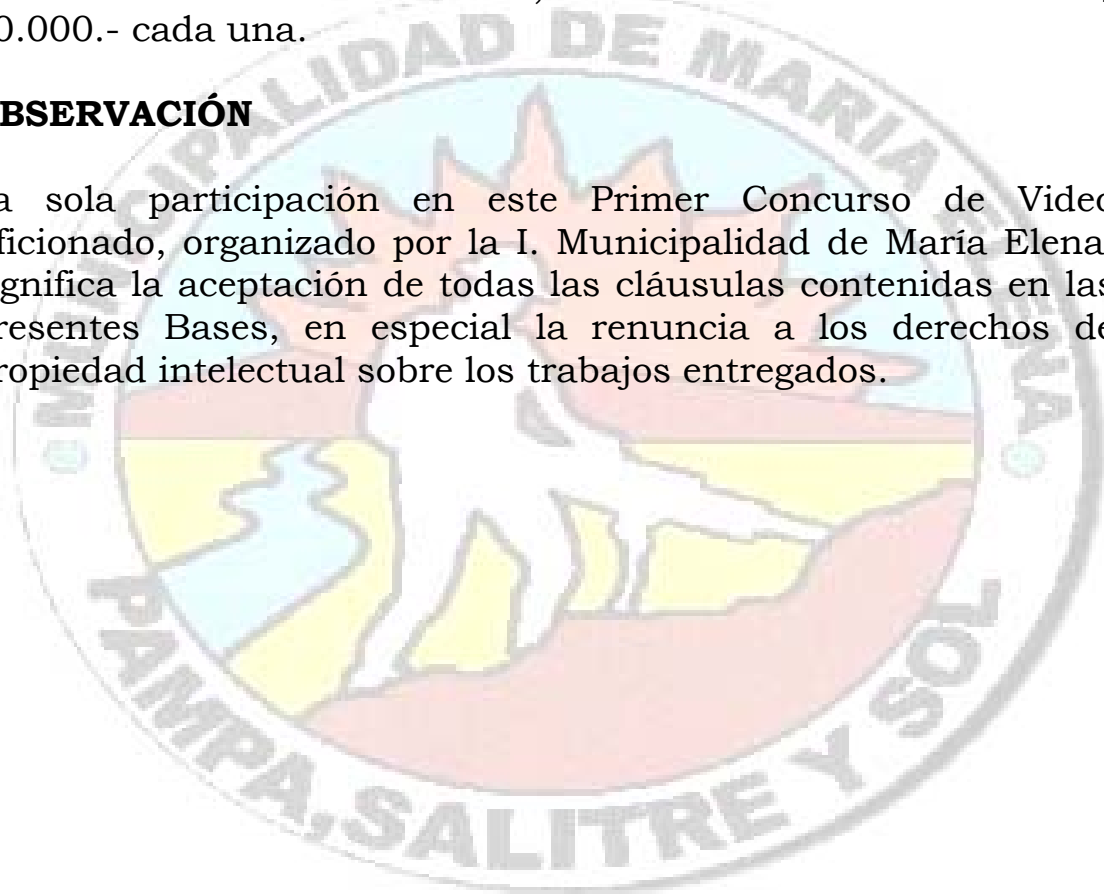 0.000.- cada una.
BSERVACIÓN
a sola participación en este Primer Concurso de Video
ficionado, organizado por la I. Municipalidad de María Elena
gnifica la aceptación de todas las cláusulas contenidas en las
resentes Bases, en especial la renuncia a los derechos de
ropiedad intelectual sobre los trabajos entregados.
MUNICIPALIDAD DE MARIA ELENA
PAMPA, SALITRE Y SOL